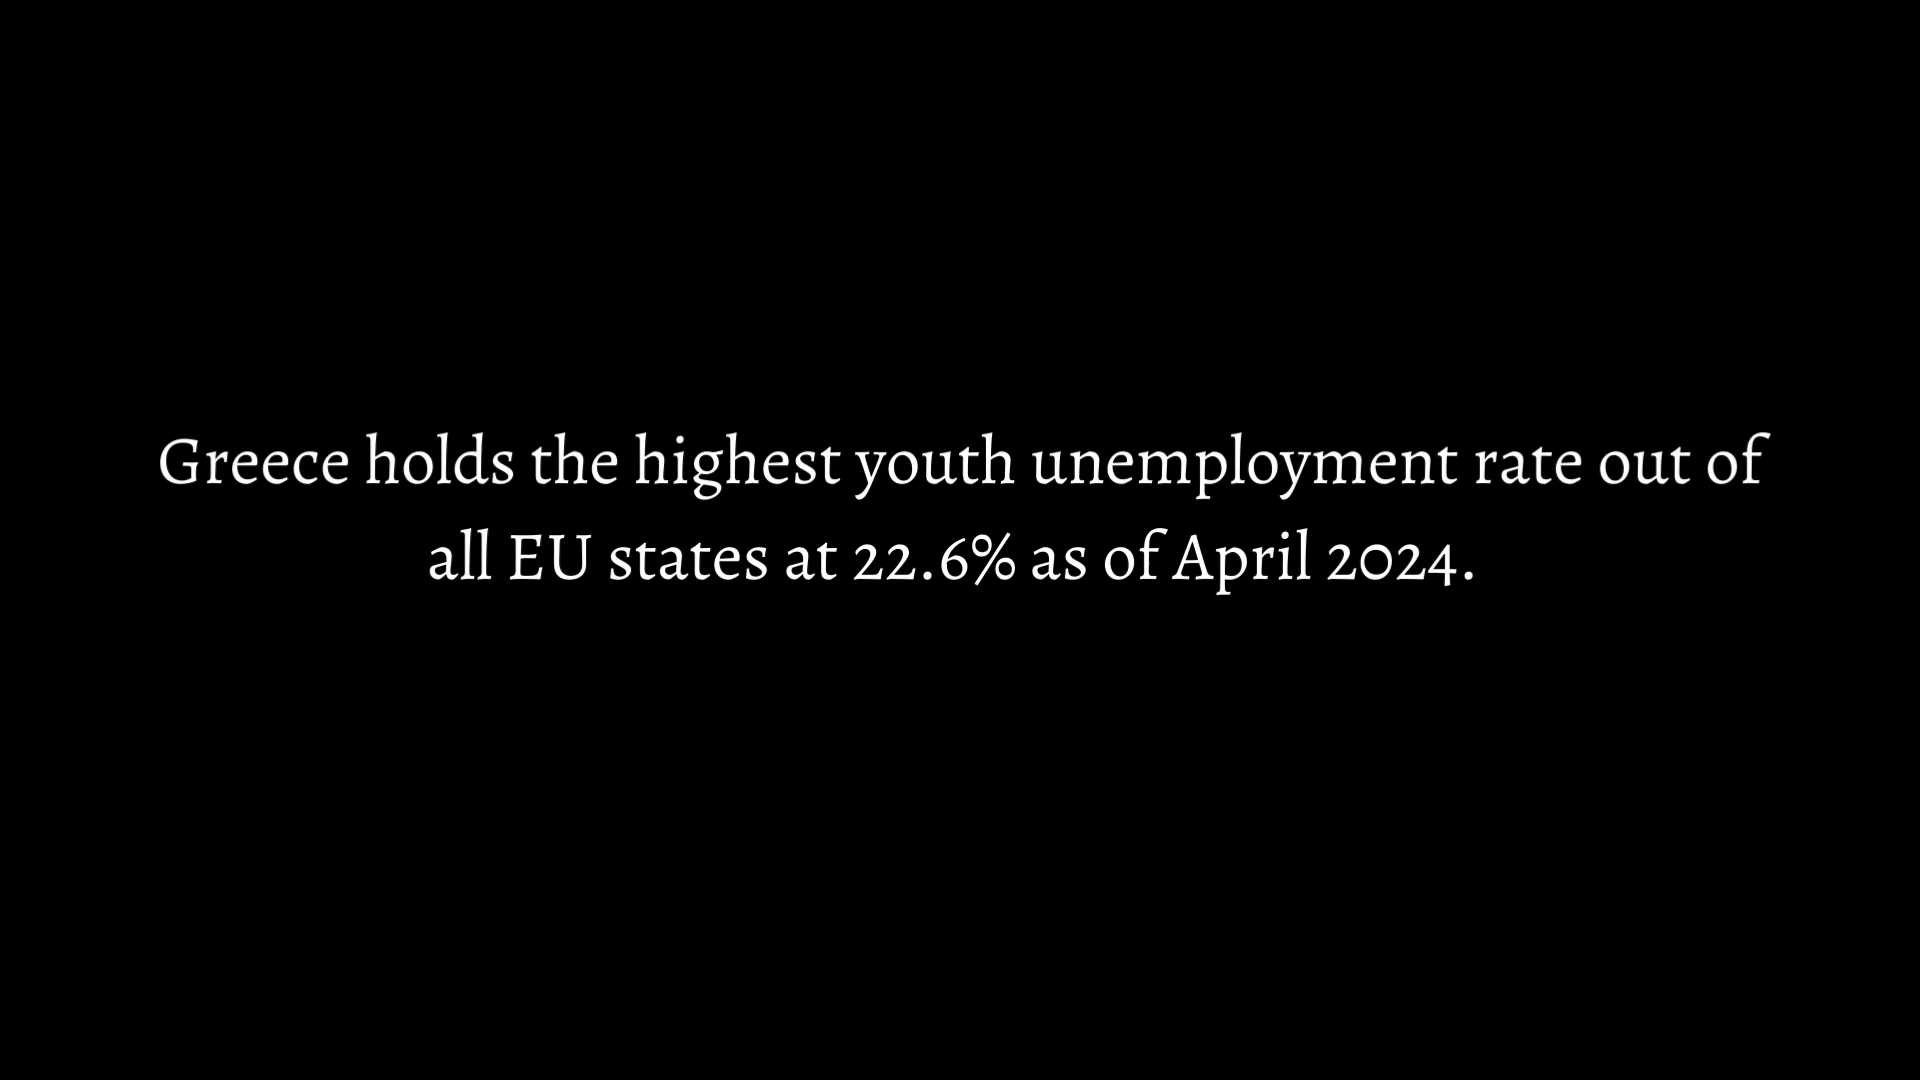 Greece holds the highest youth unemployment rate out of
all EU states at 22.6% as of April 2024.